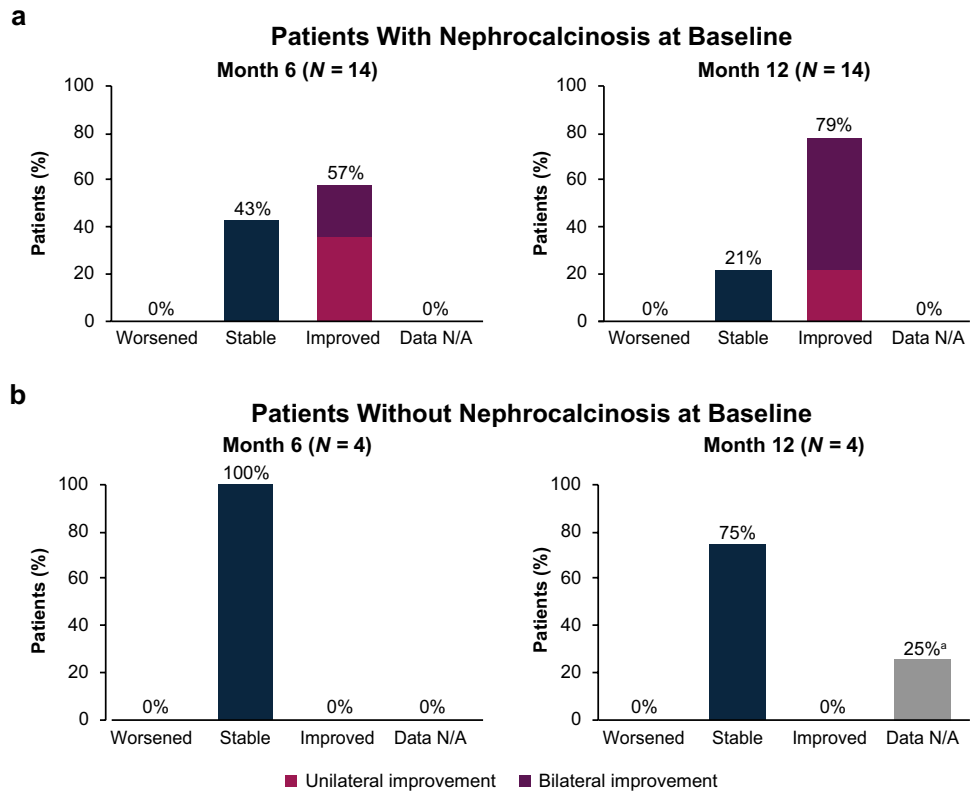 a
Patients With Nephrocalcinosis at Baseline
Month 6 (N = 14)
Patients (%)
100
80
60
40
20
0
0%
43%
57%
0%
Worsened
Stable
Improved
Data N/A
Month 12 (N = 14)
Patients (%)
100
80
60
40
20
0
0%
21%
79%
0%
Worsened
Stable
Improved
Data N/A
b
Patients Without Nephrocalcinosis at Baseline
Month 6 (N = 4)
Patients (%)
100
80
60
40
20
0
0%
100%
0%
0%
Worsened
Stable
Improved
Data N/A
Month 12 (N = 4)
Patients (%)
100
80
60
40
20
0
0%
75%
0%
25%ᵃ
Worsened
Stable
Improved
Data N/A
Unilateral improvement
Bilateral improvement